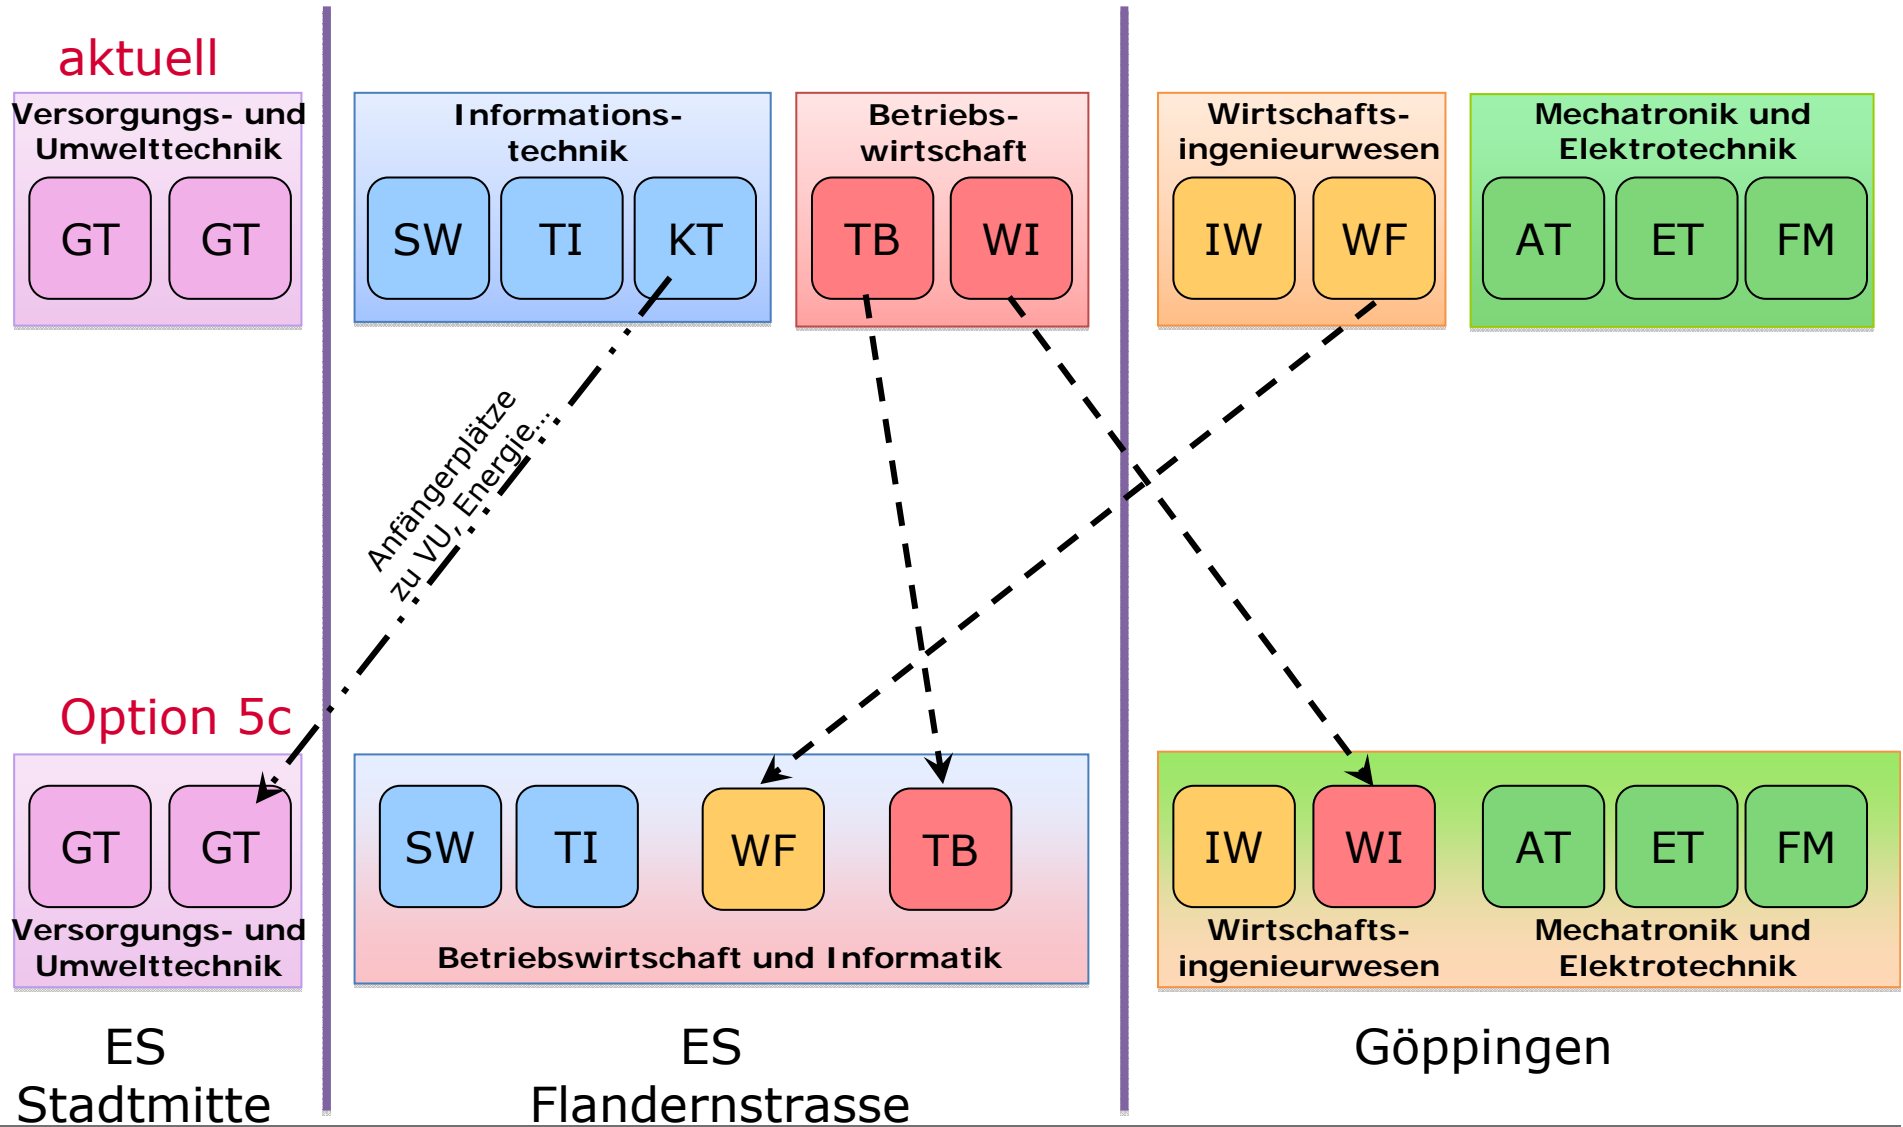 aktuell
Versorgungs- und
Umwelttechnik
GT GT
Informations-
technik
SW TI KT
Betriebs-
wirtschaft
TB WI
Wirtschafts-
ingenieurwesen
IW WF
Mechatronik und
Elektrotechnik
AT ET FM
Anfängerplätze
zu VU, Energie...
Option 5c
GT GT
Versorgungs- und
Umwelttechnik
SW TI WF TB
Betriebswirtschaft und Informatik
IW WI
Wirtschafts-
ingenieurwesen
AT ET FM
Mechatronik und
Elektrotechnik
ES
Stadtmitte
ES
Flandernstrasse
Göppingen